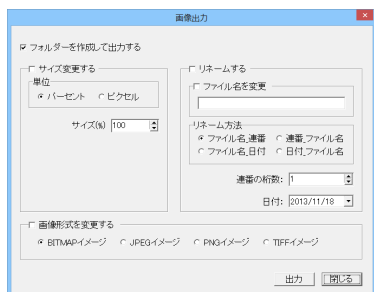 画像出力
フォルダーを作成して出力する
サイズ変更する
単位
パーセント ピクセル
サイズ(%) 100
リネームする
ファイル名を変更
リネーム方法
ファイル名_連番 連番_ファイル名
ファイル名_日付 日付_ファイル名
連番の桁数: 1
日付: 2013/11/18
画像形式を変更する
BITMAPイメージ JPEGイメージ PNGイメージ TIFFイメージ
出力 閉じる